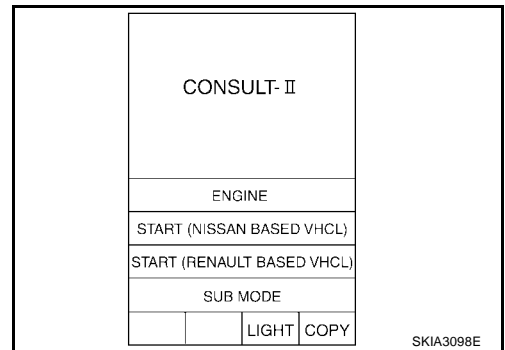 CONSULT-Ⅱ
ENGINE
START (NISSAN BASED VHCL)
START (RENAULT BASED VHCL)
SUB MODE
LIGHT COPY
SKIA3098E